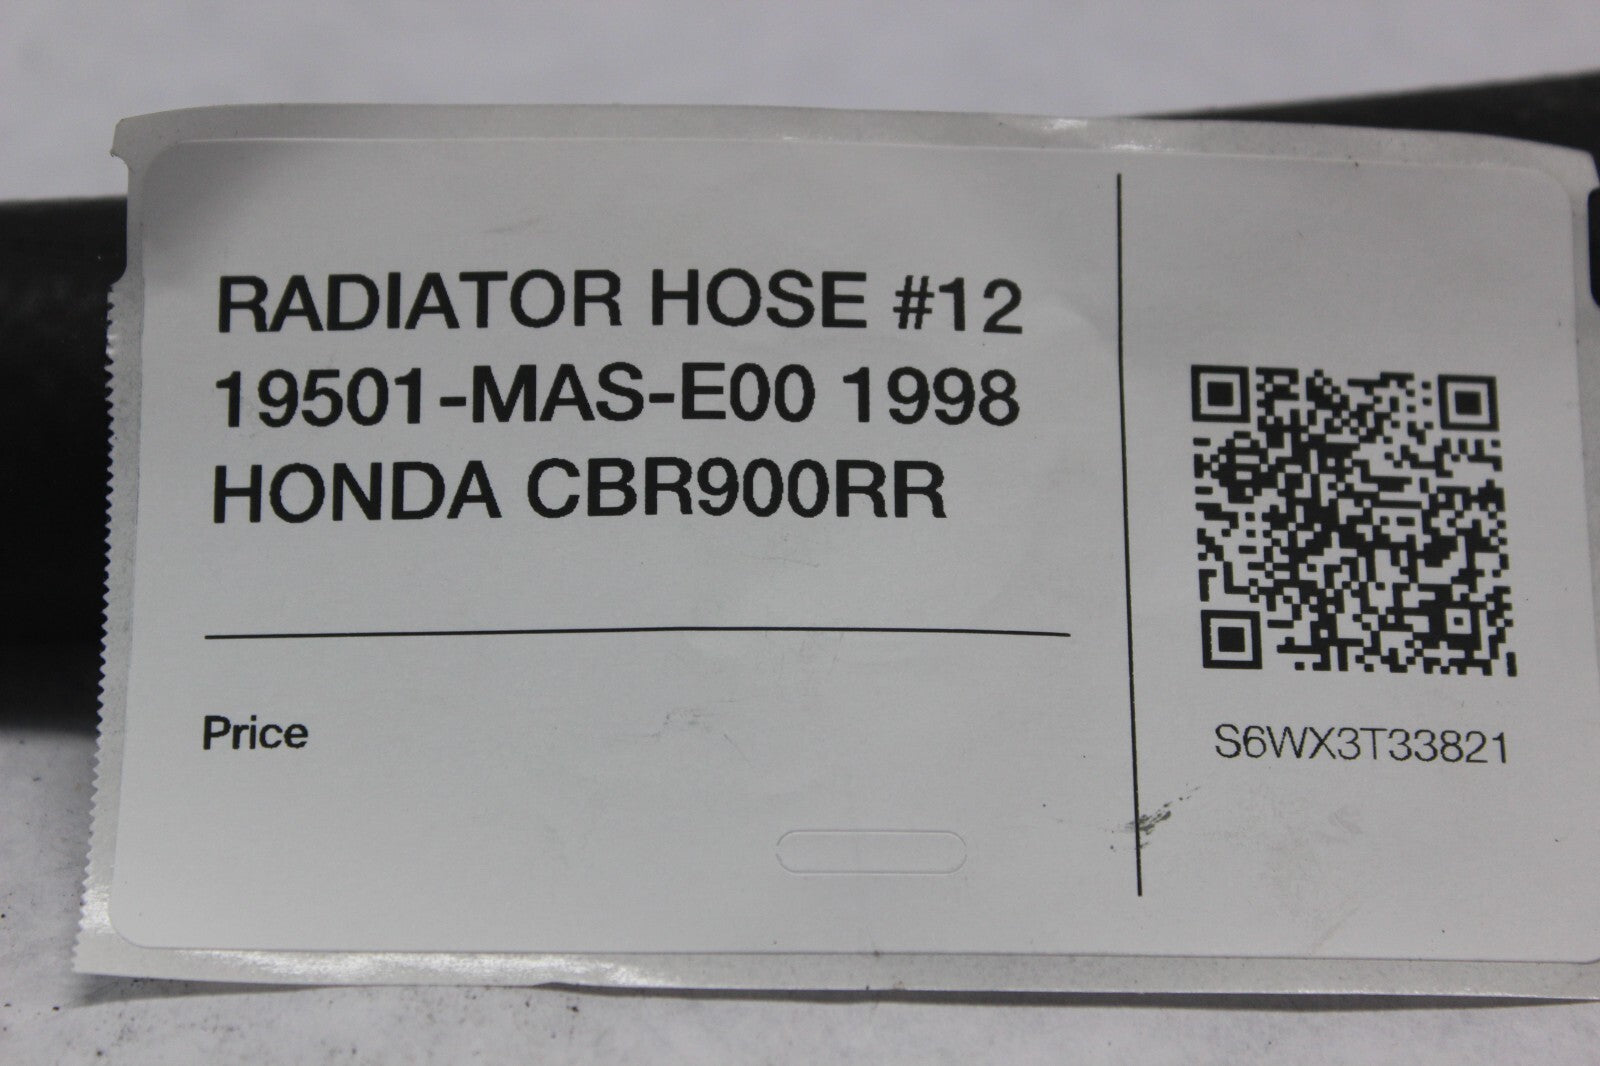 RADIATOR HOSE #12
19501-MAS-E00 1998
HONDA CBR900RR
Price
S6WX3T33821